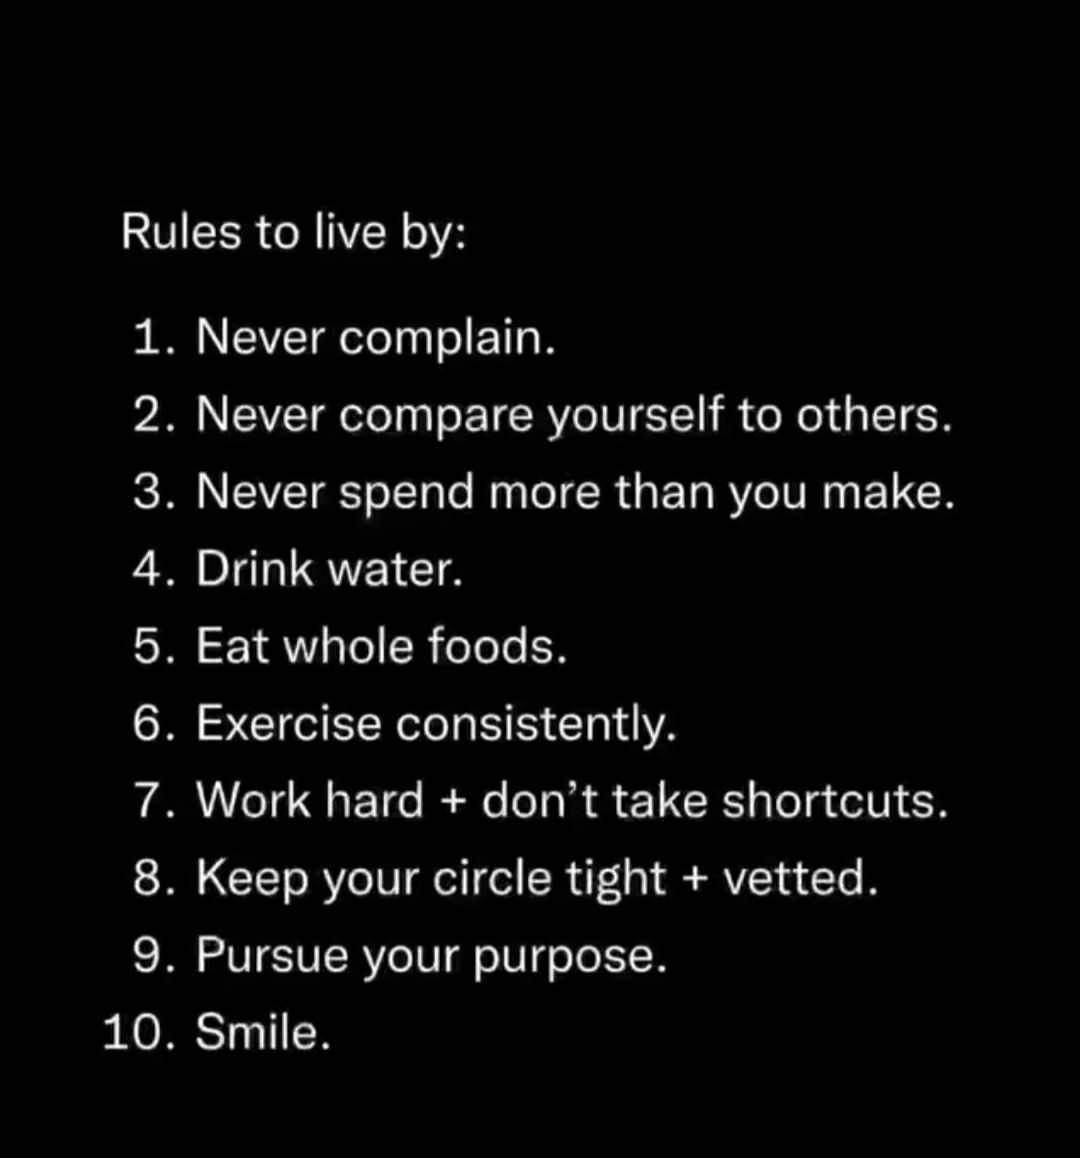 Rules to live by:
1. Never complain.
2. Never compare yourself to others.
3. Never spend more than you make.
4. Drink water.
5. Eat whole foods.
6. Exercise consistently.
7. Work hard + don’t take shortcuts.
8. Keep your circle tight + vetted.
9. Pursue your purpose.
10. Smile.